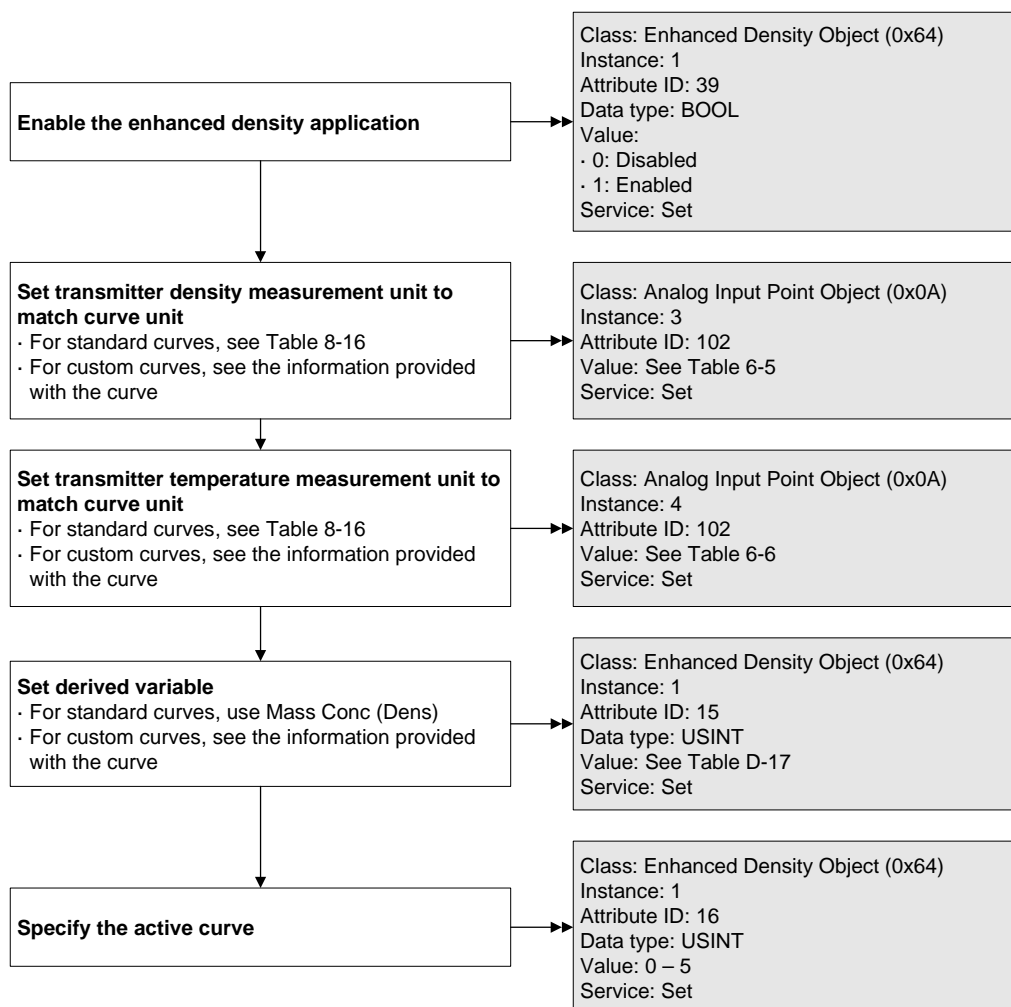 Enable the enhanced density application
Class: Enhanced Density Object (0x64)
Instance: 1
Attribute ID: 39
Data type: BOOL
Value:
· 0: Disabled
· 1: Enabled
Service: Set
Set transmitter density measurement unit to
match curve unit
· For standard curves, see Table 8-16
· For custom curves, see the information provided
with the curve
Class: Analog Input Point Object (0x0A)
Instance: 3
Attribute ID: 102
Value: See Table 6-5
Service: Set
Set transmitter temperature measurement unit to
match curve unit
· For standard curves, see Table 8-16
· For custom curves, see the information provided
with the curve
Class: Analog Input Point Object (0x0A)
Instance: 4
Attribute ID: 102
Value: See Table 6-6
Service: Set
Set derived variable
· For standard curves, use Mass Conc (Dens)
· For custom curves, see the information provided
with the curve
Class: Enhanced Density Object (0x64)
Instance: 1
Attribute ID: 15
Data type: USINT
Value: See Table D-17
Service: Set
Specify the active curve
Class: Enhanced Density Object (0x64)
Instance: 1
Attribute ID: 16
Data type: USINT
Value: 0 – 5
Service: Set